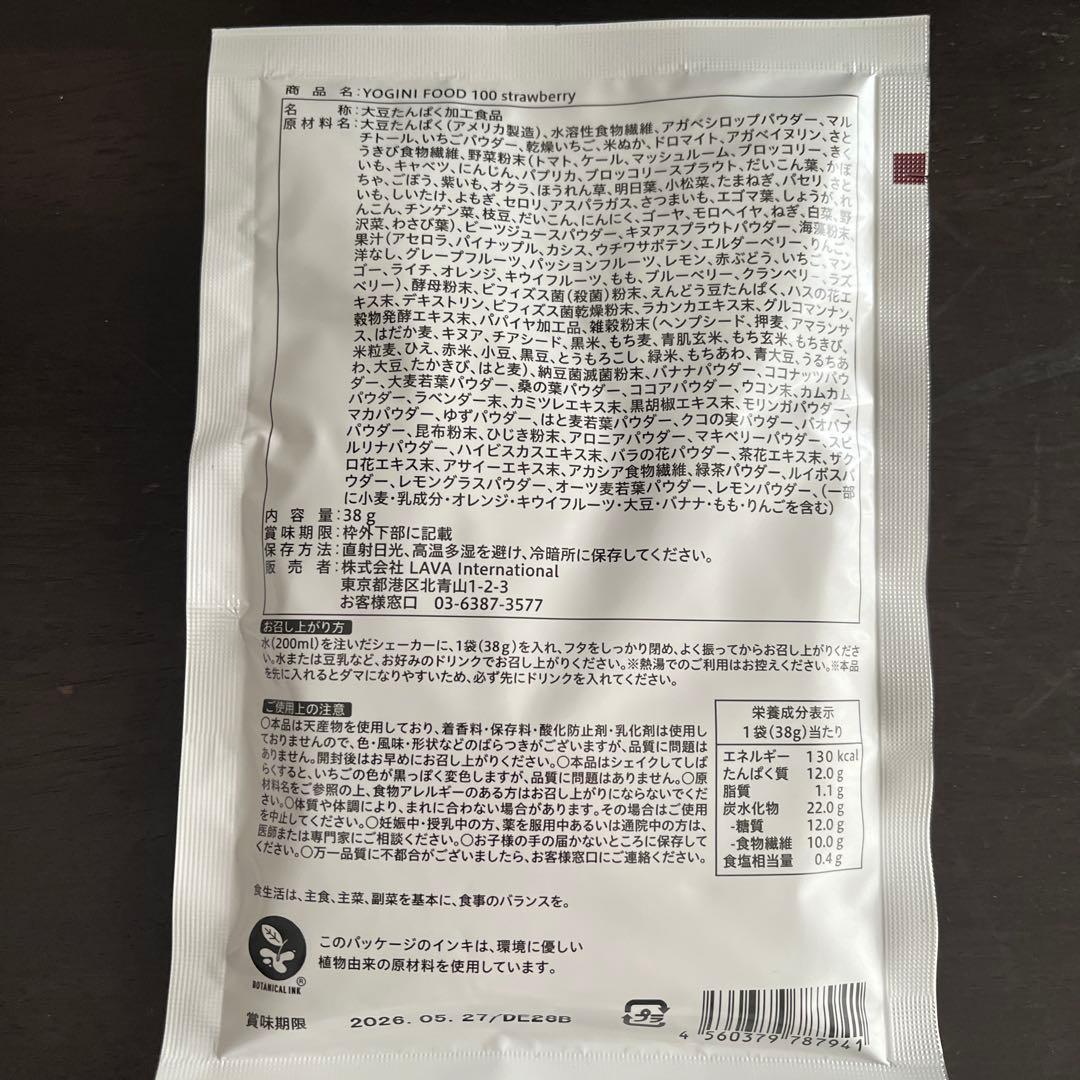 商品名：YOGINI FOOD 100 strawberry
名称：大豆たんぱく加工食品
原材料名：大豆たんぱく（アメリカ製造）、水溶性食物繊維、アガベシロップパウダー、マル
チトール、いちごパウダー、乾燥いちご、米ぬか、ドロマイト、アガベイヌリン、さと
うきび食物繊維、野菜粉末（トマト、ケール、マッシュルーム、ブロッコリー、きく
いも、キャベツ、にんじん、パプリカ、ブロッコリースプラウト、だいこん葉、かぼ
ちゃ、ごぼう、紫いも、オクラ、ほうれん草、明日葉、小松菜、たまねぎ、パセリ、さと
いも、しいたけ、よもぎ、セロリ、アスパラガス、さつまいも、エゴマ葉、しょうが、れ
んこん、チンゲン菜、枝豆、だいこん、にんにく、ゴーヤ、モロヘイヤ、ねぎ、白菜、野
沢菜、わさび葉）、ビーツジュースパウダー、キヌアスプラウトパウダー、海藻粉末、
果汁（アセロラ、パイナップル、カシス、ウチワサボテン、エルダーベリー、りんご、
洋なし、グレープフルーツ、パッションフルーツ、レモン、赤ぶどう、いちご、マン
ゴー、ライチ、オレンジ、キウイフルーツ、もも、ブルーベリー、クランベリー、ラズ
ベリー）、酵母粉末、ビフィズス菌（殺菌）粉末、えんどう豆たんぱく、ハスの花エ
キス末、デキストリン、ビフィズス菌乾燥粉末、ラカンカエキス末、グルコマンナン、
穀物発酵エキス末、パパイヤ加工品、雑穀粉末（ヘンプシード、押麦、アマランサ
ス、はだか麦、キヌア、チアシード、黒米、もち麦、青肌玄米、もち玄米、もちきび、
米粒麦、ひえ、赤米、小豆、黒豆、とうもろこし、緑米、もちあわ、青大豆、うるちあ
わ、大豆、たかきび、はと麦）、納豆菌滅菌粉末、バナナパウダー、ココナッツパウ
ダー、大麦若葉パウダー、桑の葉パウダー、ココアパウダー、ウコン末、カムカム
パウダー、ラベンダー末、カミツレエキス末、黒胡椒エキス末、モリンガパウダー、
マカパウダー、ゆずパウダー、はと麦若葉パウダー、クコの実パウダー、バオバブ
パウダー、昆布粉末、ひじき粉末、アロニアパウダー、マキベリーパウダー、スピ
ルリナパウダー、ハイビスカスエキス末、バラの花パウダー、茶花エキス末、ザク
ロ花エキス末、アサイーエキス末、アカシア食物繊維、緑茶パウダー、ルイボスパ
ウダー、レモングラスパウダー、オーツ麦若葉パウダー、レモンパウダー、（一部
に小麦・乳成分・オレンジ・キウイフルーツ・大豆・バナナ・もも・りんごを含む）
内容量：38g
賞味期限：枠外下部に記載
保存方法：直射日光、高温多湿を避け、冷暗所に保存してください。
販売者：株式会社 LAVA International
東京都港区北青山1-2-3
お客様窓口 03-6387-3577
お召し上がり方
水（200ml）を注いだシェーカーに、1袋（38g）を入れ、フタをしっかり閉め、よく振ってからお召し上がりくださ
い。水または豆乳など、お好みのドリンクでお召し上がりください。※熱湯でのご利用はお控えください。※本品
を先に入れるとダマになりやすいため、必ず先にドリンクを入れてください。
ご使用上の注意
〇本品は天産物を使用しており、着香料・保存料・酸化防止剤・乳化剤は使用し
ておりませんので、色・風味・形状などのばらつきがございますが、品質に問題は
ありません。開封後はお早めにお召し上がりください。〇本品はシェイクしてしば
らくすると、いちごの色が黒っぽく変色しますが、品質に問題はありません。〇原
材料名をご参照の上、食物アレルギーのある方はお召し上がりにならないでくだ
さい。〇体質や体調により、まれに合わない場合があります。その場合はご使用
を中止してください。〇妊娠中・授乳中の方、薬を服用中あるいは通院中の方は、
医師または専門家にご相談ください。〇お子様の手の届かないところに保存して
ください。〇万一品質に不都合がございましたら、お客様窓口にご連絡ください。
栄養成分表示
1袋（38g）当たり
エネルギー 130 kcal
たんぱく質 12.0g
脂質 1.1g
炭水化物 22.0g
-糖質 12.0g
-食物繊維 10.0g
食塩相当量 0.4g
食生活は、主食、主菜、副菜を基本に、食事のバランスを。
このパッケージのインキは、環境に優しい
植物由来の原材料を使用しています。
BOTANICAL INK®
賞味期限 2026. 05. 27/DE26B
プラ
4 560379 787941